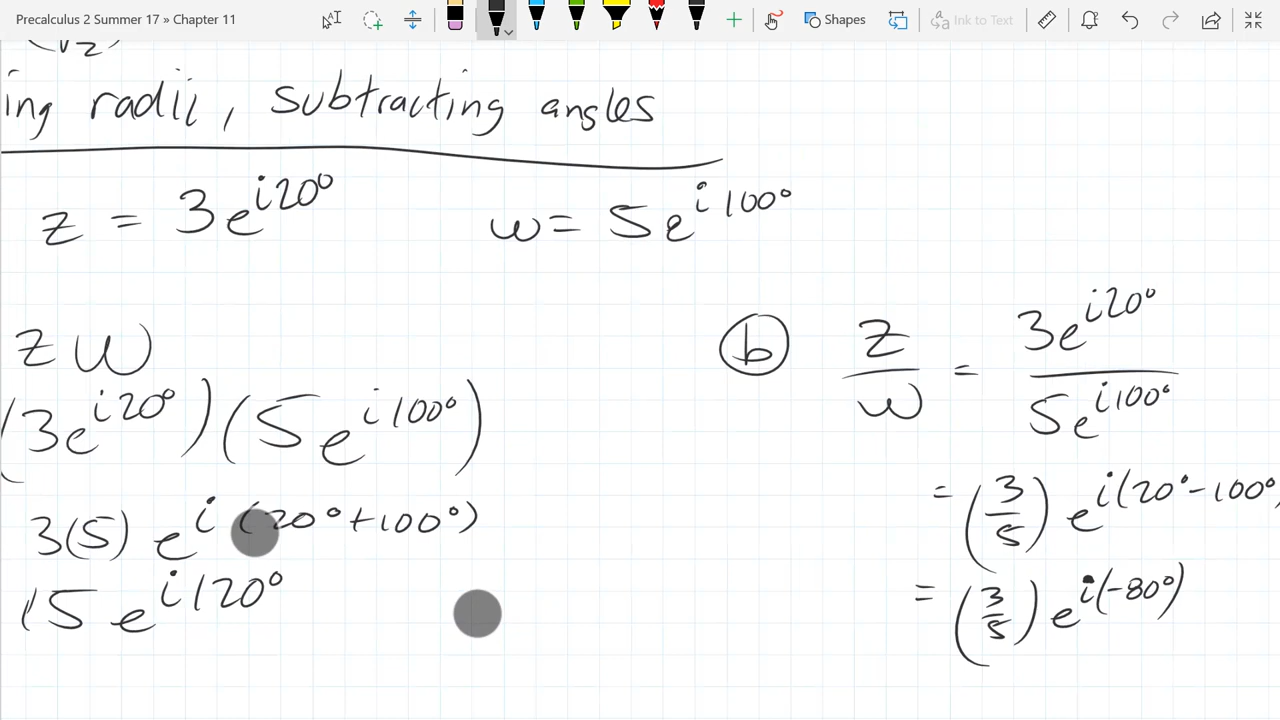 Precalculus 2 Summer 17 » Chapter 11
Shapes
Ink to Text
(√2)
ing radii, subtracting angles
z = 3e^{i20°}
w = 5e^{i100°}
zw
(3e^{i20°})(5e^{i100°})
3(5) e^{i(20°+100°)}
15 e^{i120°}
(b) z/w = 3e^{i20°}/5e^{i100°}
= (3/5) e^{i(20°-100°)}
= (3/5) e^{i(-80°)}